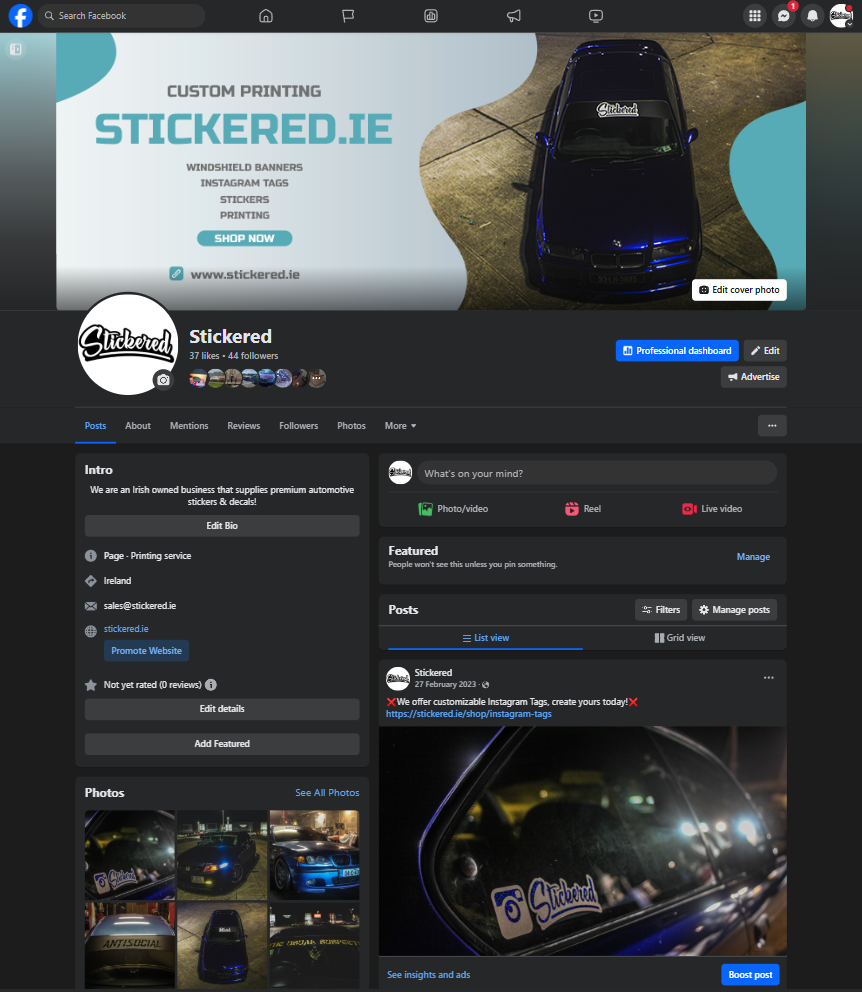 Search Facebook
1
CUSTOM PRINTING
STICKERED.IE
WINDSHIELD BANNERS
INSTAGRAM TAGS
STICKERS
PRINTING
SHOP NOW
www.stickered.ie
Stickered
Edit cover photo
Stickered
Stickered
37 likes • 44 followers
Professional dashboard
Edit
Advertise
Posts
About
Mentions
Reviews
Followers
Photos
More
Intro
We are an Irish owned business that supplies premium automotive
stickers & decals!
Edit Bio
Page · Printing service
Ireland
sales@stickered.ie
stickered.ie
Promote Website
Not yet rated (0 reviews)
Edit details
Add Featured
Photos
See All Photos
Stickered
ANTISOCIAL
What's on your mind?
Photo/video
Reel
Live video
Featured
People won't see this unless you pin something.
Manage
Posts
Filters
Manage posts
List view
Grid view
Stickered
27 February 2023 ·
❌We offer customizable Instagram Tags, create yours today!❌
https://stickered.ie/shop/instagram-tags
Stickered
See insights and ads
Boost post